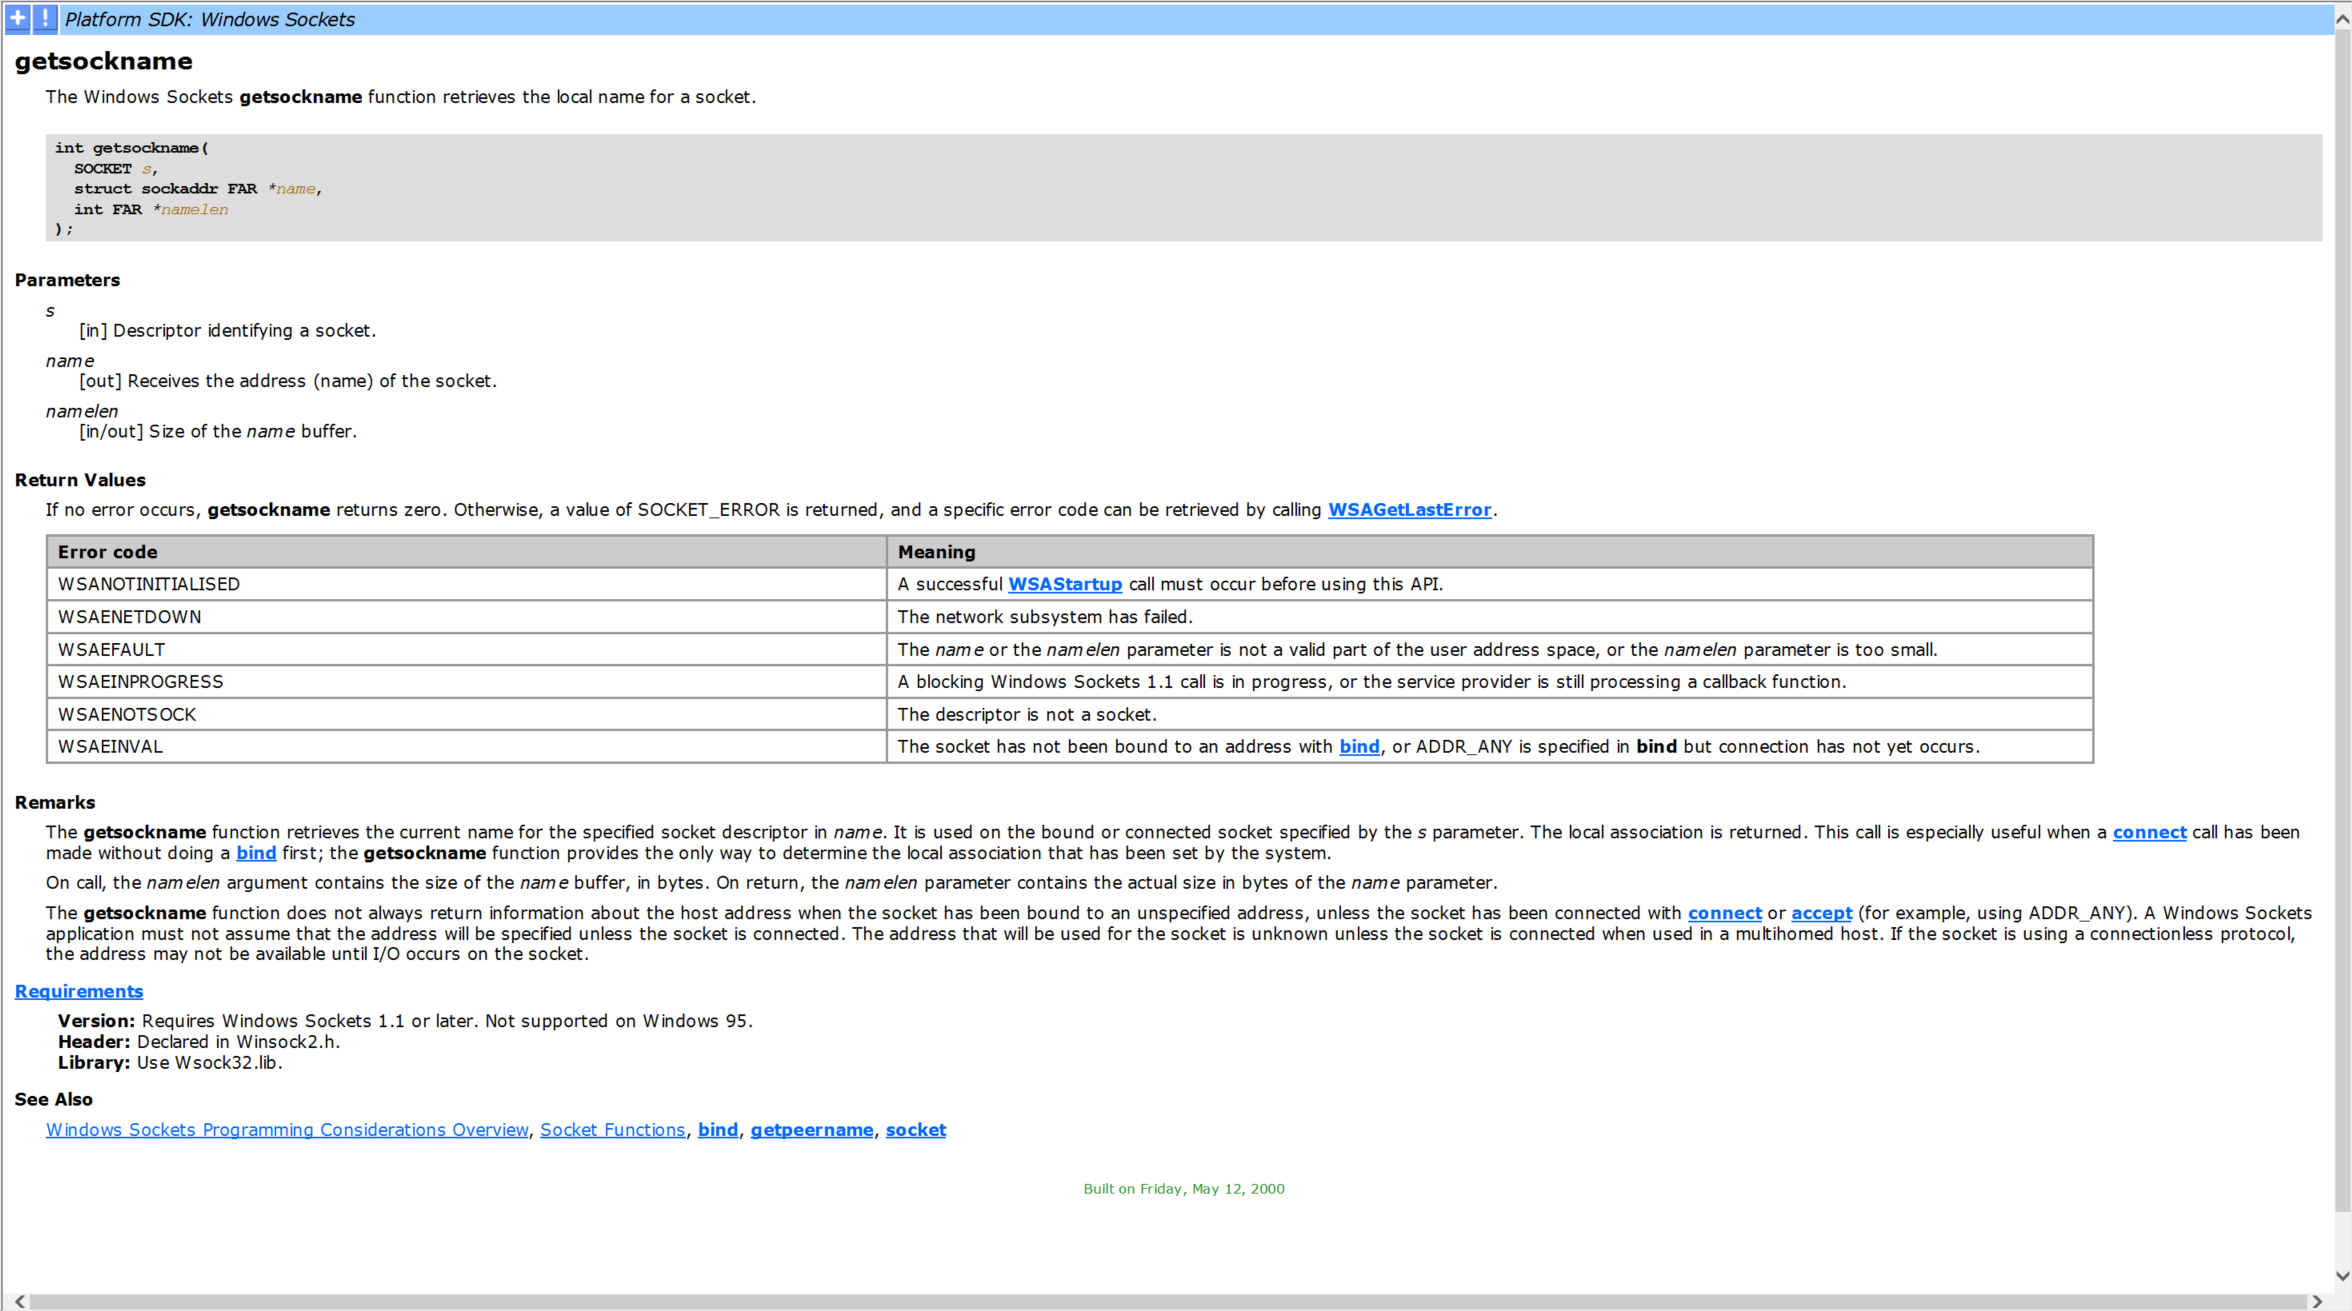 Platform SDK: Windows Sockets
getsockname
The Windows Sockets getsockname function retrieves the local name for a socket.
int getsockname(
  SOCKET s,
  struct sockaddr FAR *name,
  int FAR *namelen
);
Parameters
s
[in] Descriptor identifying a socket.
name
[out] Receives the address (name) of the socket.
namelen
[in/out] Size of the name buffer.
Return Values
If no error occurs, getsockname returns zero. Otherwise, a value of SOCKET_ERROR is returned, and a specific error code can be retrieved by calling WSAGetLastError.
Error code Meaning
WSANOTINITIALISED A successful WSAStartup call must occur before using this API.
WSAENETDOWN The network subsystem has failed.
WSAEFAULT The name or the namelen parameter is not a valid part of the user address space, or the namelen parameter is too small.
WSAEINPROGRESS A blocking Windows Sockets 1.1 call is in progress, or the service provider is still processing a callback function.
WSAENOTSOCK The descriptor is not a socket.
WSAEINVAL The socket has not been bound to an address with bind, or ADDR_ANY is specified in bind but connection has not yet occurs.
Remarks
The getsockname function retrieves the current name for the specified socket descriptor in name. It is used on the bound or connected socket specified by the s parameter. The local association is returned. This call is especially useful when a connect call has been
made without doing a bind first; the getsockname function provides the only way to determine the local association that has been set by the system.
On call, the namelen argument contains the size of the name buffer, in bytes. On return, the namelen parameter contains the actual size in bytes of the name parameter.
The getsockname function does not always return information about the host address when the socket has been bound to an unspecified address, unless the socket has been connected with connect or accept (for example, using ADDR_ANY). A Windows Sockets
application must not assume that the address will be specified unless the socket is connected. The address that will be used for the socket is unknown unless the socket is connected when used in a multihomed host. If the socket is using a connectionless protocol,
the address may not be available until I/O occurs on the socket.
Requirements
Version: Requires Windows Sockets 1.1 or later. Not supported on Windows 95.
Header: Declared in Winsock2.h.
Library: Use Wsock32.lib.
See Also
Windows Sockets Programming Considerations Overview, Socket Functions, bind, getpeername, socket
Built on Friday, May 12, 2000